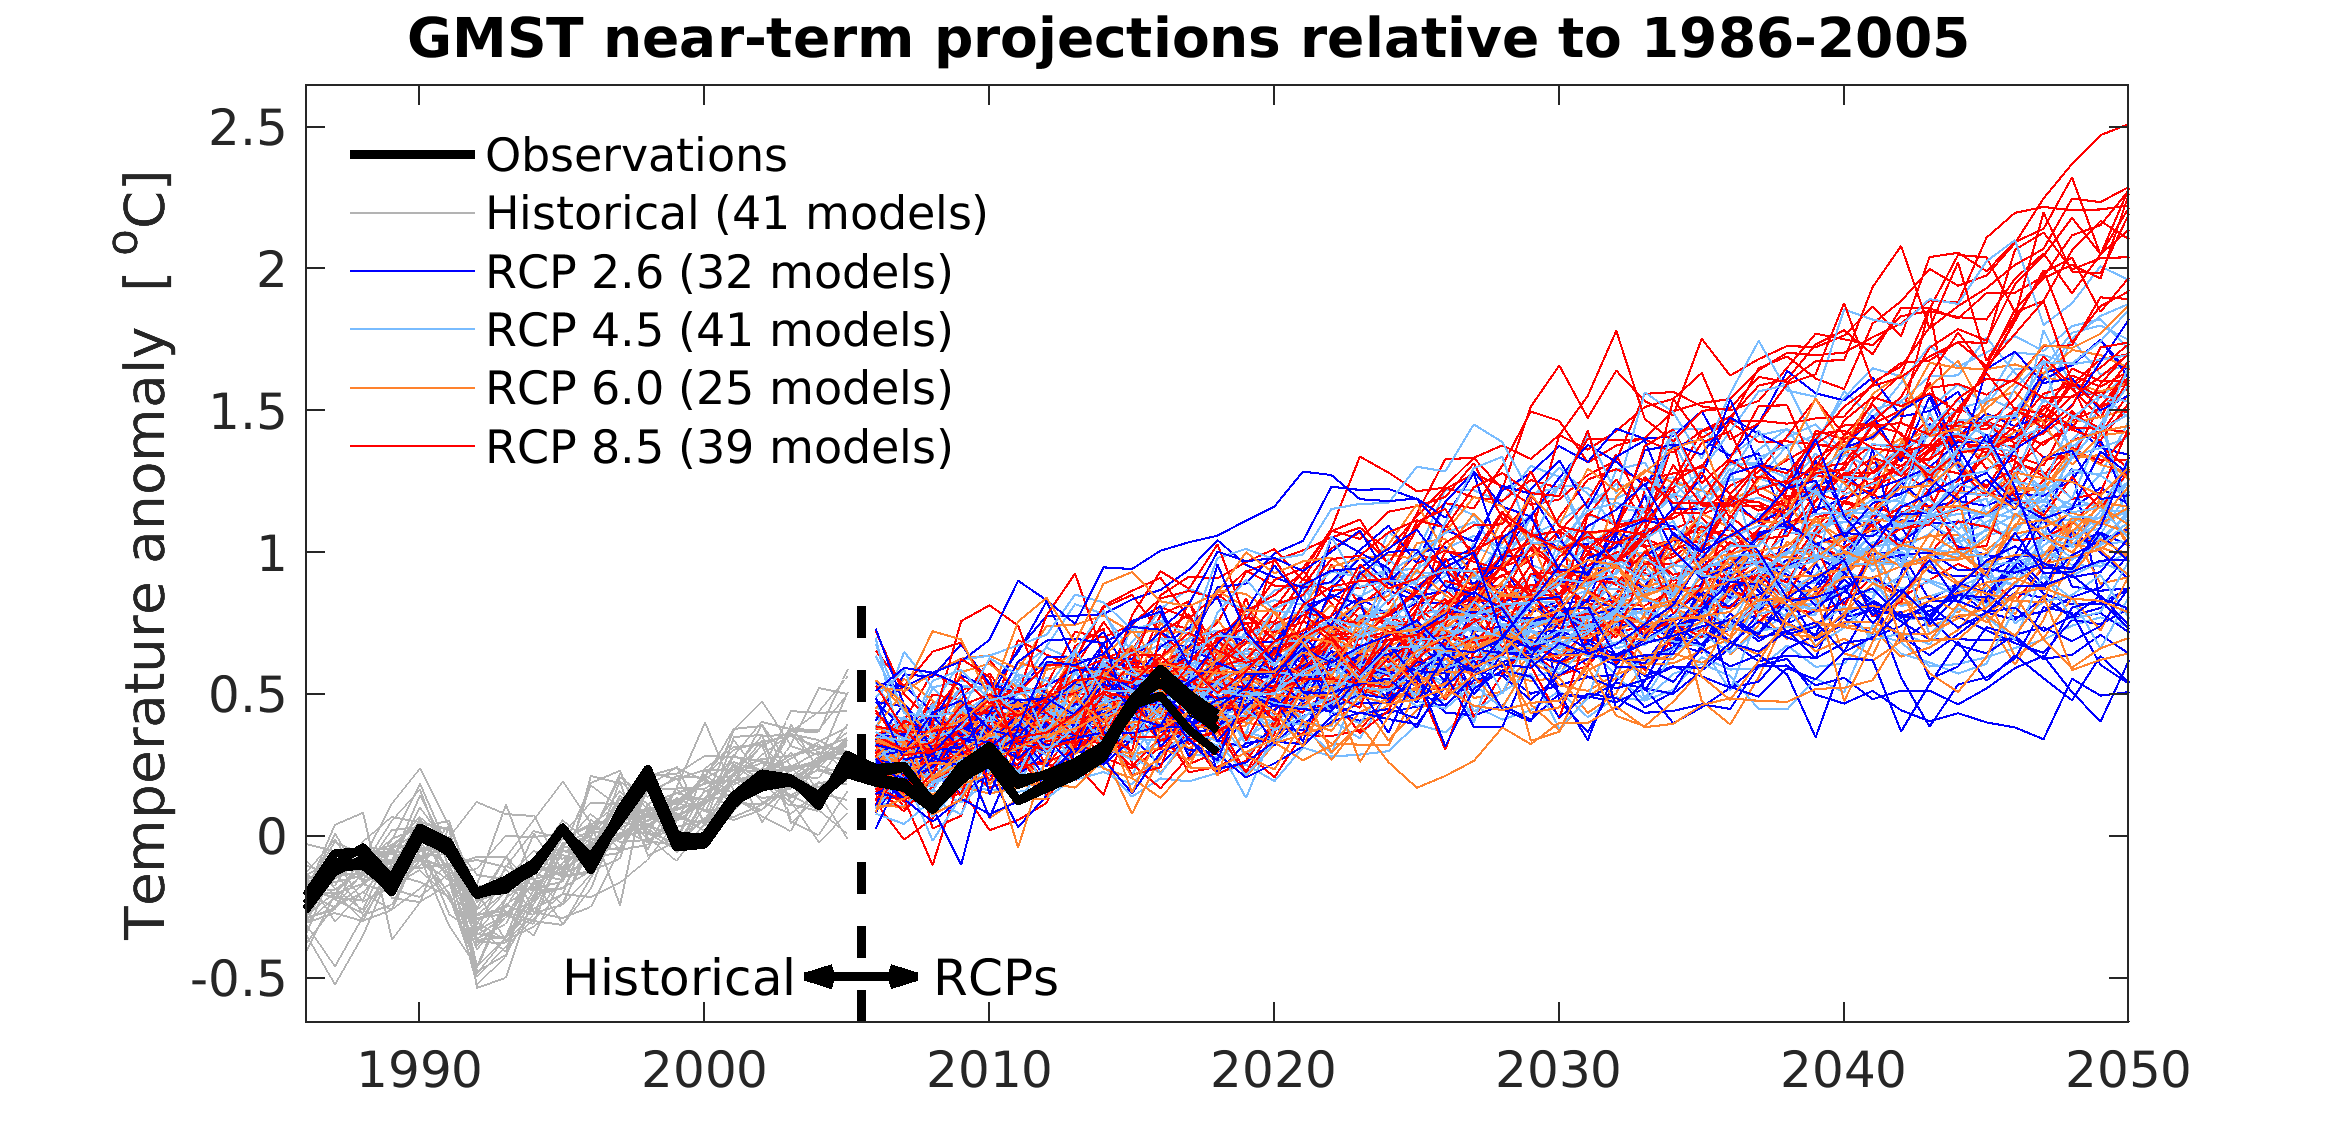 GMST near-term projections relative to 1986-2005
Temperature anomaly [ °C]
2.5
2
1.5
1
0.5
0
-0.5
Observations
Historical (41 models)
RCP 2.6 (32 models)
RCP 4.5 (41 models)
RCP 6.0 (25 models)
RCP 8.5 (39 models)
Historical RCPs
1990 2000 2010 2020 2030 2040 2050